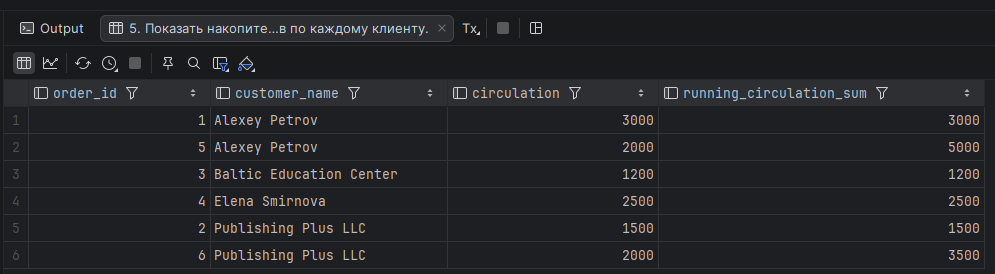 Output 5. Показать накопите...в по каждому клиенту. × Tx
order_id customer_name circulation running_circulation_sum
1 1 Alexey Petrov 3000 3000
2 5 Alexey Petrov 2000 5000
3 3 Baltic Education Center 1200 1200
4 4 Elena Smirnova 2500 2500
5 2 Publishing Plus LLC 1500 1500
6 6 Publishing Plus LLC 2000 3500